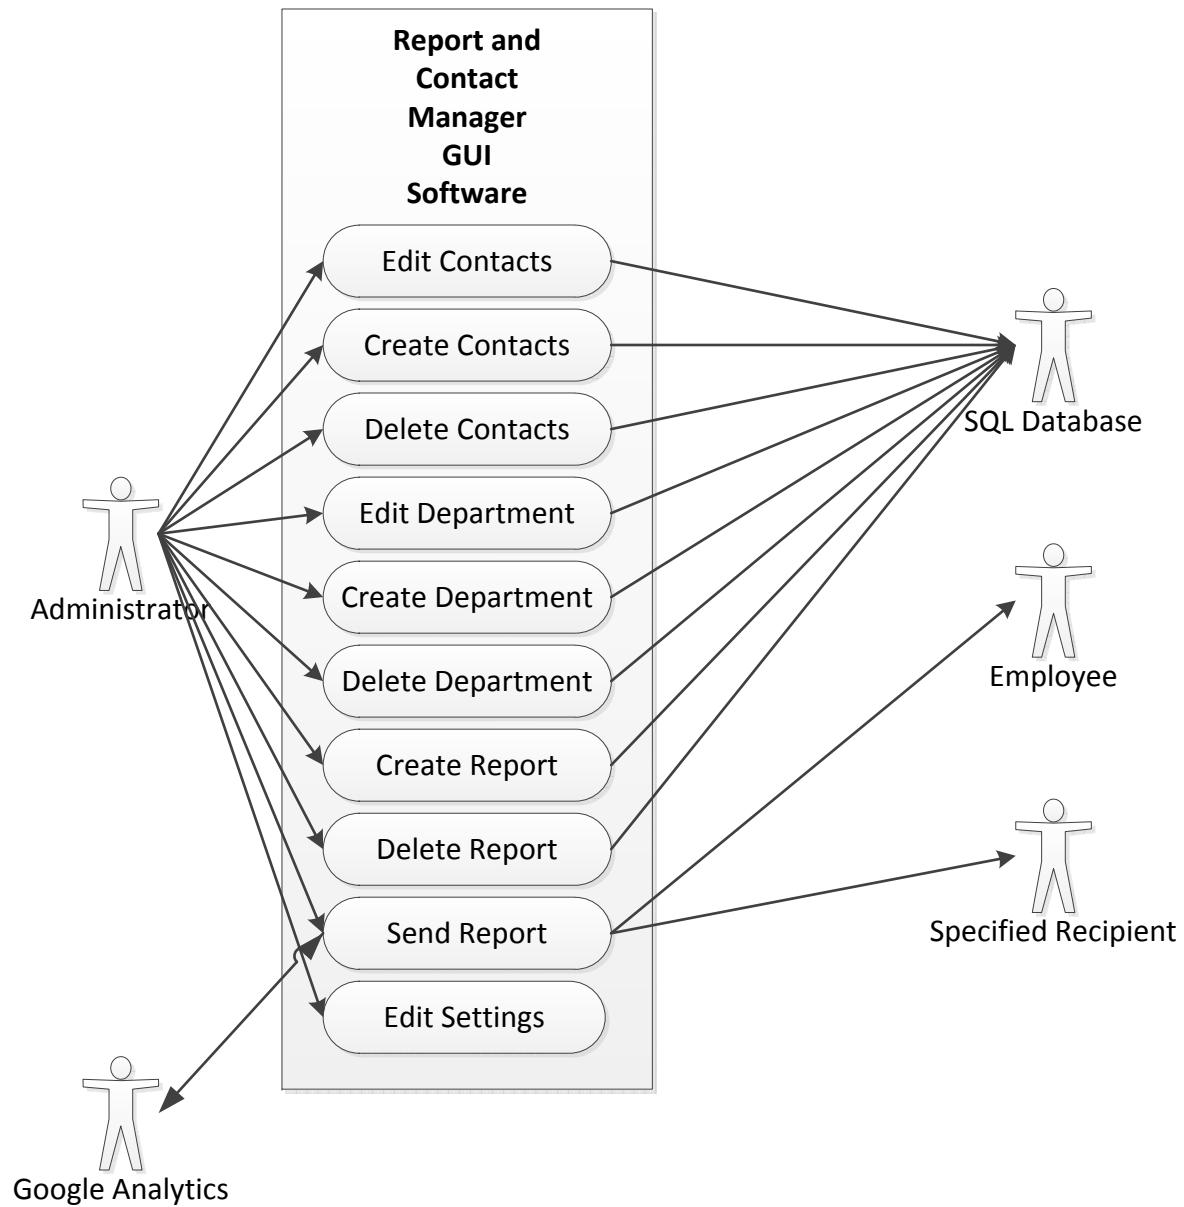 Report and
Contact
Manager
GUI
Software
Edit Contacts
Create Contacts
Delete Contacts
Edit Department
Create Department
Delete Department
Create Report
Delete Report
Send Report
Edit Settings
Administrator
Google Analytics
SQL Database
Employee
Specified Recipient